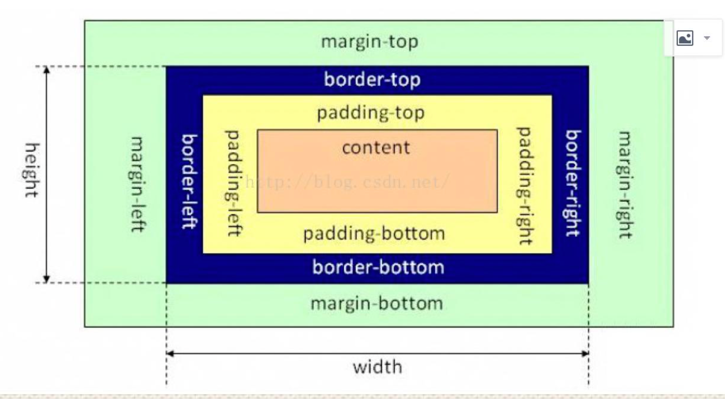 margin-top
border-top
padding-top
content
height
margin-left
border-left
padding-left
http://blog.csdn.net/
padding-right
border-right
margin-right
padding-bottom
border-bottom
margin-bottom
width